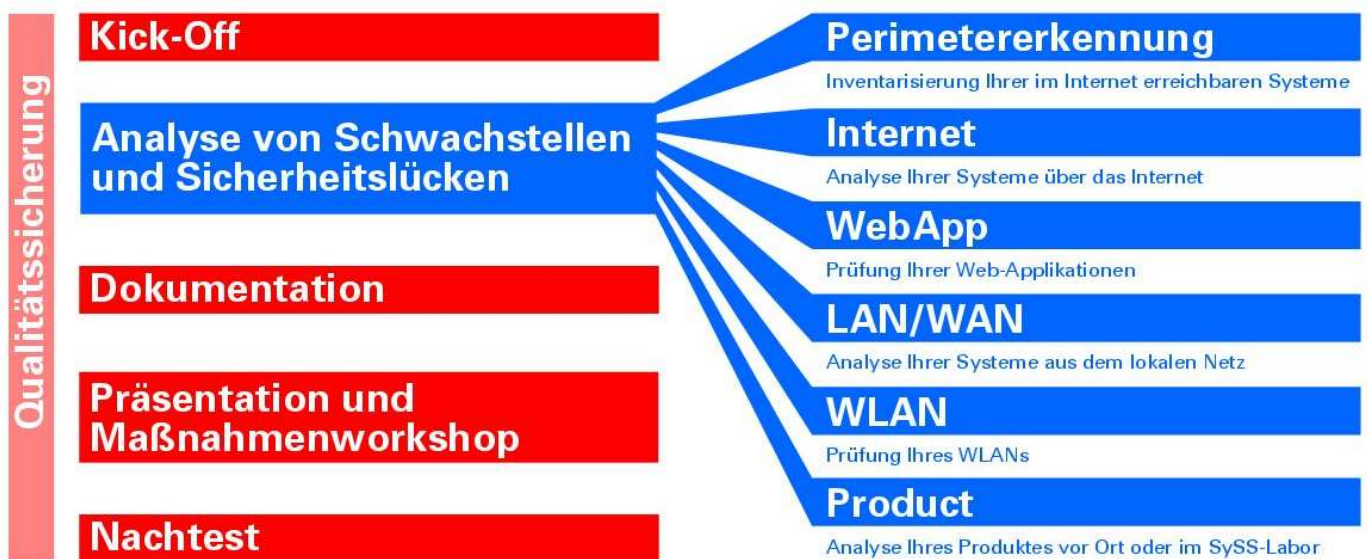 Qualitätssicherung
Kick-Off
Analyse von Schwachstellen
und Sicherheitslücken
Dokumentation
Präsentation und
Maßnahmenworkshop
Nachtest
Perimetererkennung
Inventarisierung Ihrer im Internet erreichbaren Systeme
Internet
Analyse Ihrer Systeme über das Internet
WebApp
Prüfung Ihrer Web-Applikationen
LAN/WAN
Analyse Ihrer Systeme aus dem lokalen Netz
WLAN
Prüfung Ihres WLANs
Product
Analyse Ihres Produktes vor Ort oder im SySS-Labor